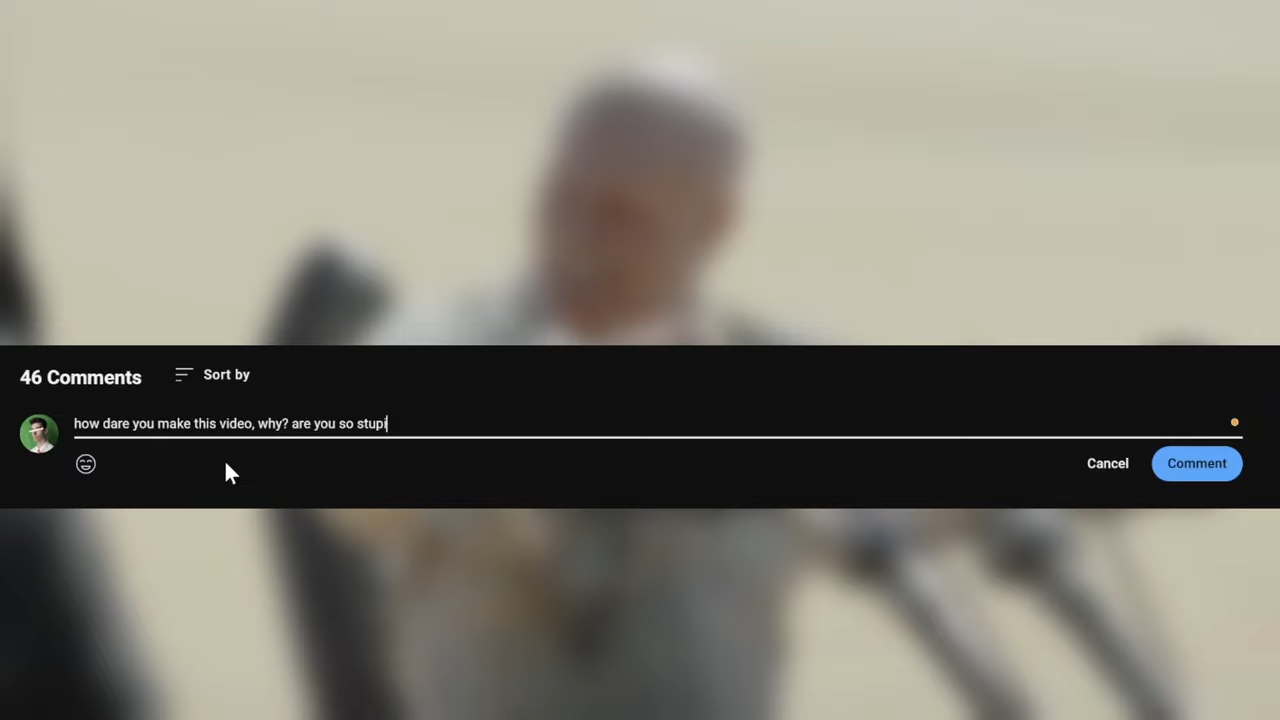 46 Comments
Sort by
how dare you make this video, why? are you so stupi
Cancel
Comment